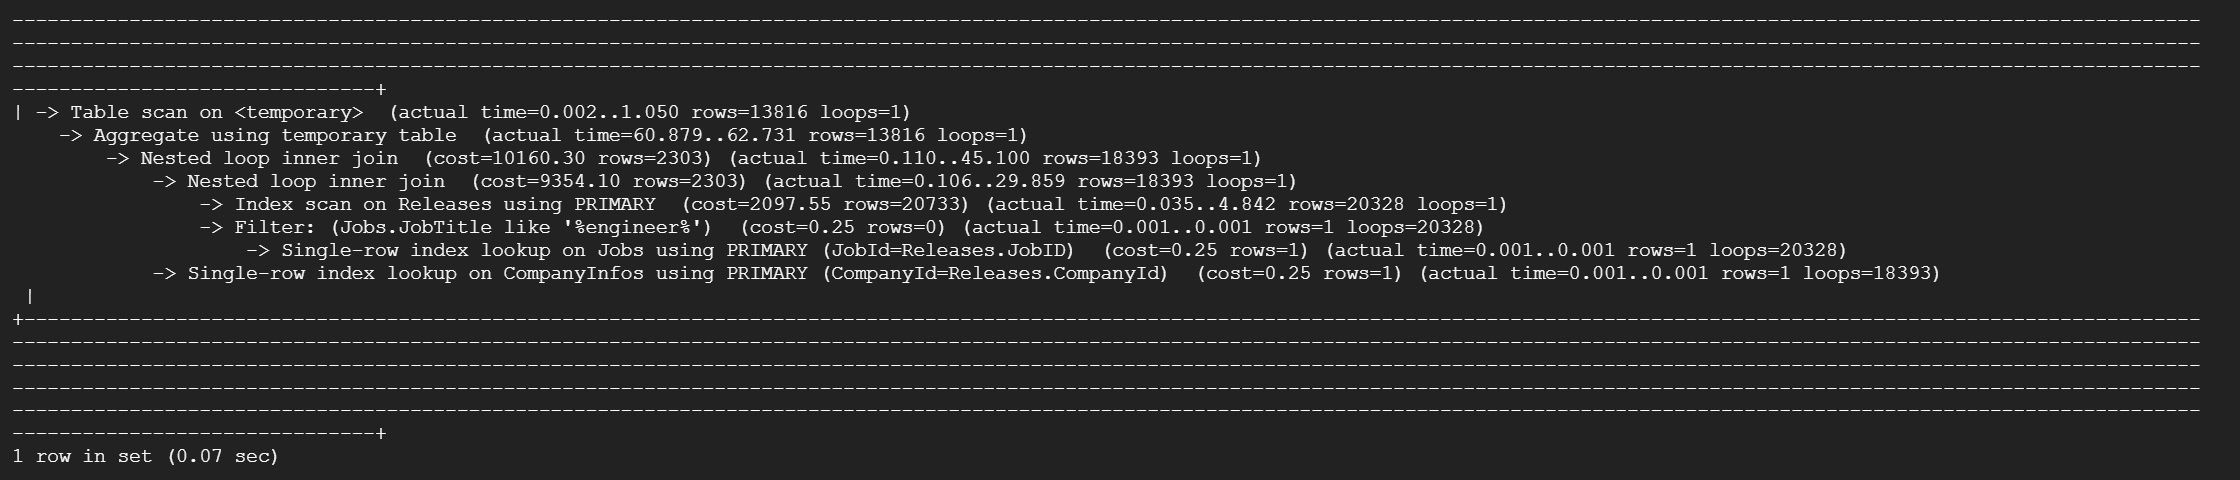 --------------------------------------------------------------------------------------------------------------------------------------------------------------------------------------------
--------------------------------------------------------------------------------------------------------------------------------------------------------------------------------------------
--------------------------------------------------------------------------------------------------------------------------------------------------------------------------------------------
-------------------------------+
| -> Table scan on <temporary>  (actual time=0.002..1.050 rows=13816 loops=1)
    -> Aggregate using temporary table  (actual time=60.879..62.731 rows=13816 loops=1)
        -> Nested loop inner join  (cost=10160.30 rows=2303) (actual time=0.110..45.100 rows=18393 loops=1)
            -> Nested loop inner join  (cost=9354.10 rows=2303) (actual time=0.106..29.859 rows=18393 loops=1)
                -> Index scan on Releases using PRIMARY  (cost=2097.55 rows=20733) (actual time=0.035..4.842 rows=20328 loops=1)
                -> Filter: (Jobs.JobTitle like '%engineer%')  (cost=0.25 rows=0) (actual time=0.001..0.001 rows=1 loops=20328)
                    -> Single-row index lookup on Jobs using PRIMARY (JobId=Releases.JobID)  (cost=0.25 rows=1) (actual time=0.001..0.001 rows=1 loops=20328)
            -> Single-row index lookup on CompanyInfos using PRIMARY (CompanyId=Releases.CompanyId)  (cost=0.25 rows=1) (actual time=0.001..0.001 rows=1 loops=18393)
 |
+-------------------------------------------------------------------------------------------------------------------------------------------------------------------------------------------
--------------------------------------------------------------------------------------------------------------------------------------------------------------------------------------------
--------------------------------------------------------------------------------------------------------------------------------------------------------------------------------------------
--------------------------------------------------------------------------------------------------------------------------------------------------------------------------------------------
--------------------------------------------------------------------------------------------------------------------------------------------------------------------------------------------
-------------------------------+
1 row in set (0.07 sec)